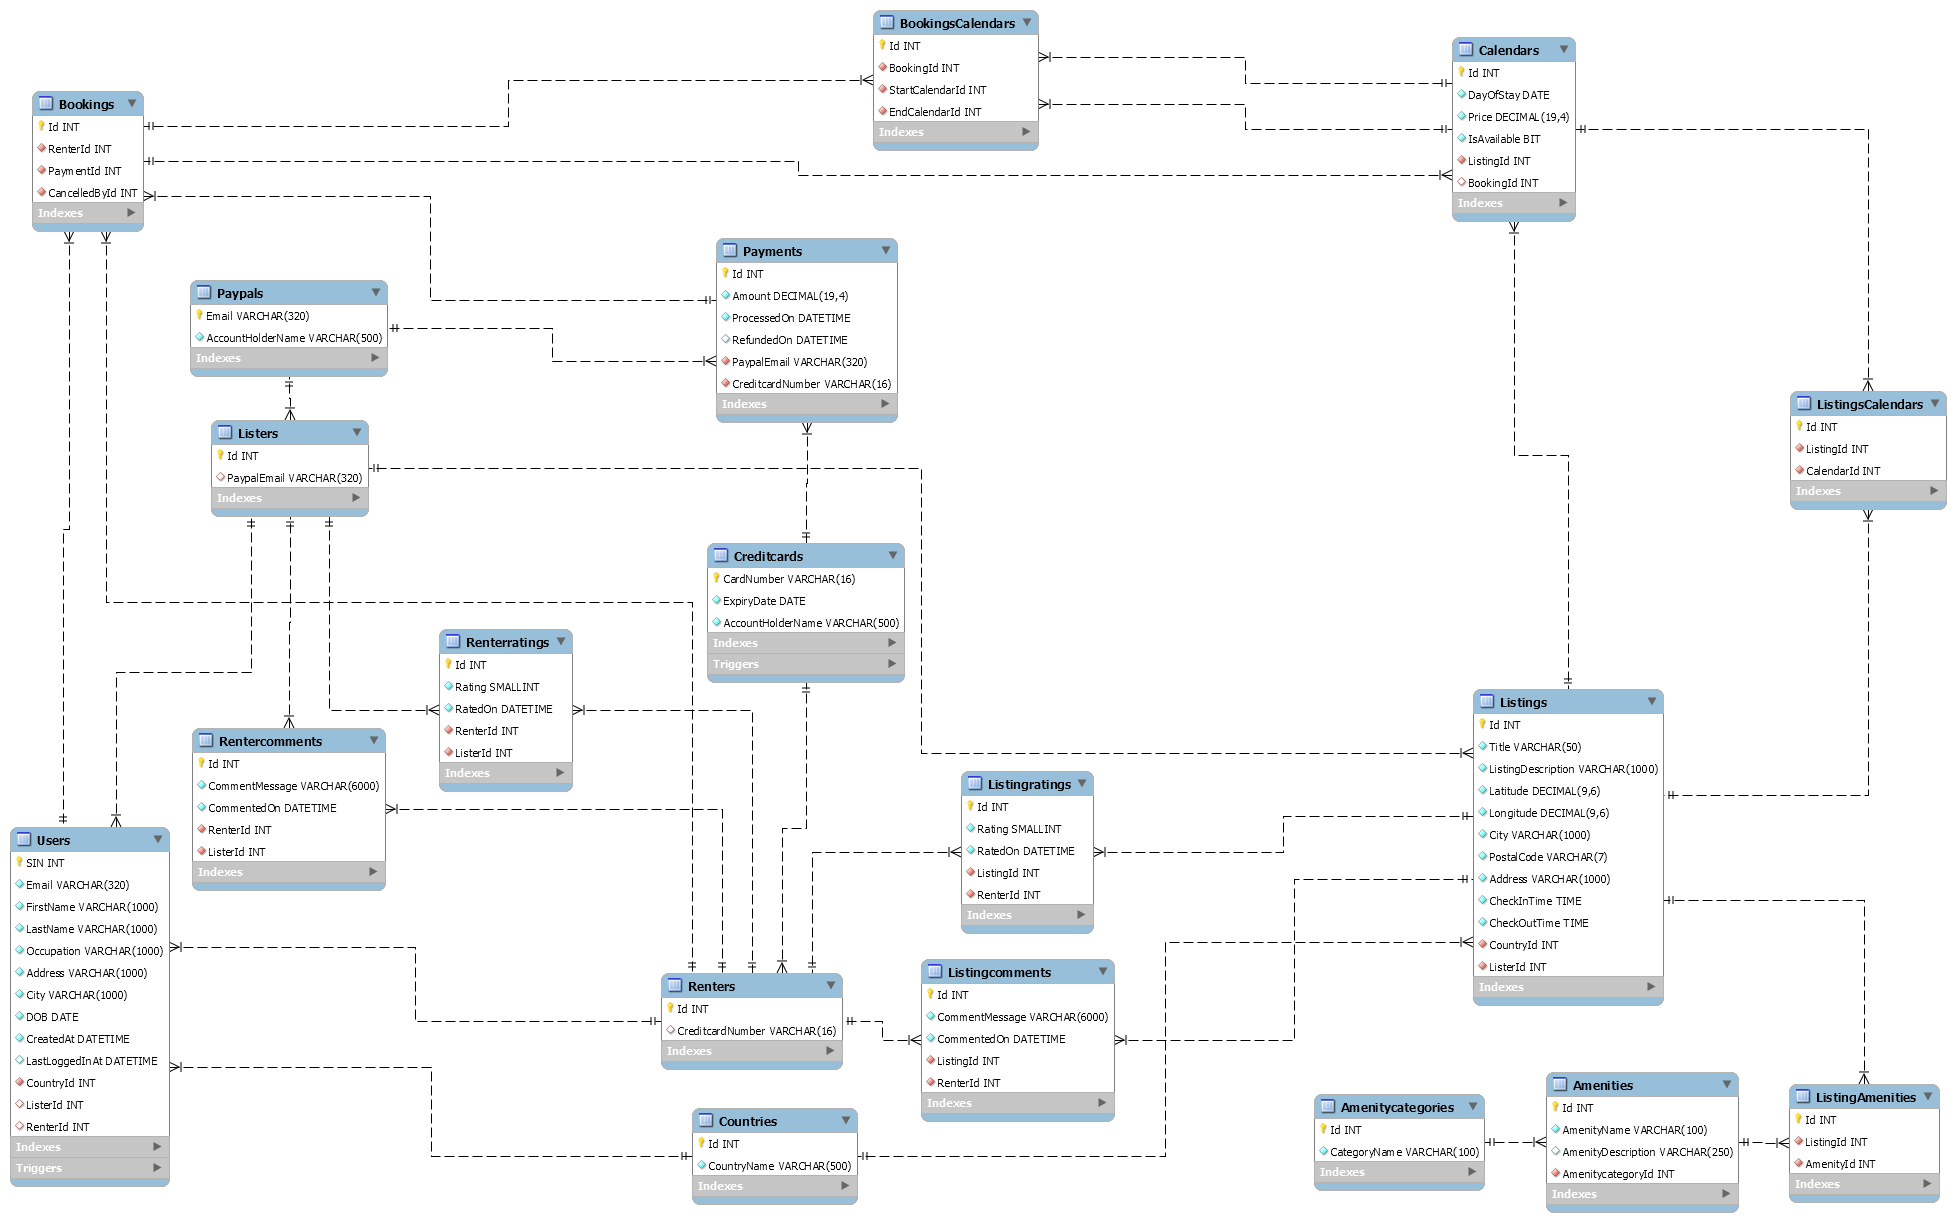 BookingsCalendars
Id INT
BookingId INT
StartCalendarId INT
EndCalendarId INT
Indexes
Calendars
Id INT
DayOfStay DATE
Price DECIMAL(19,4)
IsAvailable BIT
ListingId INT
BookingId INT
Indexes
Bookings
Id INT
RenterId INT
PaymentId INT
CancelledById INT
Indexes
Payments
Id INT
Amount DECIMAL(19,4)
ProcessedOn DATETIME
RefundedOn DATETIME
PaypalEmail VARCHAR(320)
CreditcardNumber VARCHAR(16)
Indexes
Paypals
Email VARCHAR(320)
AccountHolderName VARCHAR(500)
Indexes
Listers
Id INT
PaypalEmail VARCHAR(320)
Indexes
ListingsCalendars
Id INT
ListingId INT
CalendarId INT
Indexes
Creditcards
CardNumber VARCHAR(16)
ExpiryDate DATE
AccountHolderName VARCHAR(500)
Indexes
Triggers
Renterratings
Id INT
Rating SMALLINT
RatedOn DATETIME
RenterId INT
ListerId INT
Indexes
Rentercomments
Id INT
CommentMessage VARCHAR(6000)
CommentedOn DATETIME
RenterId INT
ListerId INT
Indexes
Listings
Id INT
Title VARCHAR(50)
ListingDescription VARCHAR(1000)
Latitude DECIMAL(9,6)
Longitude DECIMAL(9,6)
City VARCHAR(1000)
PostalCode VARCHAR(7)
Address VARCHAR(1000)
CheckInTime TIME
CheckOutTime TIME
CountryId INT
ListerId INT
Indexes
Listingratings
Id INT
Rating SMALLINT
RatedOn DATETIME
ListingId INT
RenterId INT
Indexes
Users
SIN INT
Email VARCHAR(320)
FirstName VARCHAR(1000)
LastName VARCHAR(1000)
Occupation VARCHAR(1000)
Address VARCHAR(1000)
City VARCHAR(1000)
DOB DATE
CreatedAt DATETIME
LastLoggedInAt DATETIME
CountryId INT
ListerId INT
RenterId INT
Indexes
Triggers
Renters
Id INT
CreditcardNumber VARCHAR(16)
Indexes
Listingcomments
Id INT
CommentMessage VARCHAR(6000)
CommentedOn DATETIME
ListingId INT
RenterId INT
Indexes
Countries
Id INT
CountryName VARCHAR(500)
Indexes
Amenitycategories
Id INT
CategoryName VARCHAR(100)
Indexes
Amenities
Id INT
AmenityName VARCHAR(100)
AmenityDescription VARCHAR(250)
AmenitycategoryId INT
Indexes
ListingAmenities
Id INT
ListingId INT
AmenityId INT
Indexes